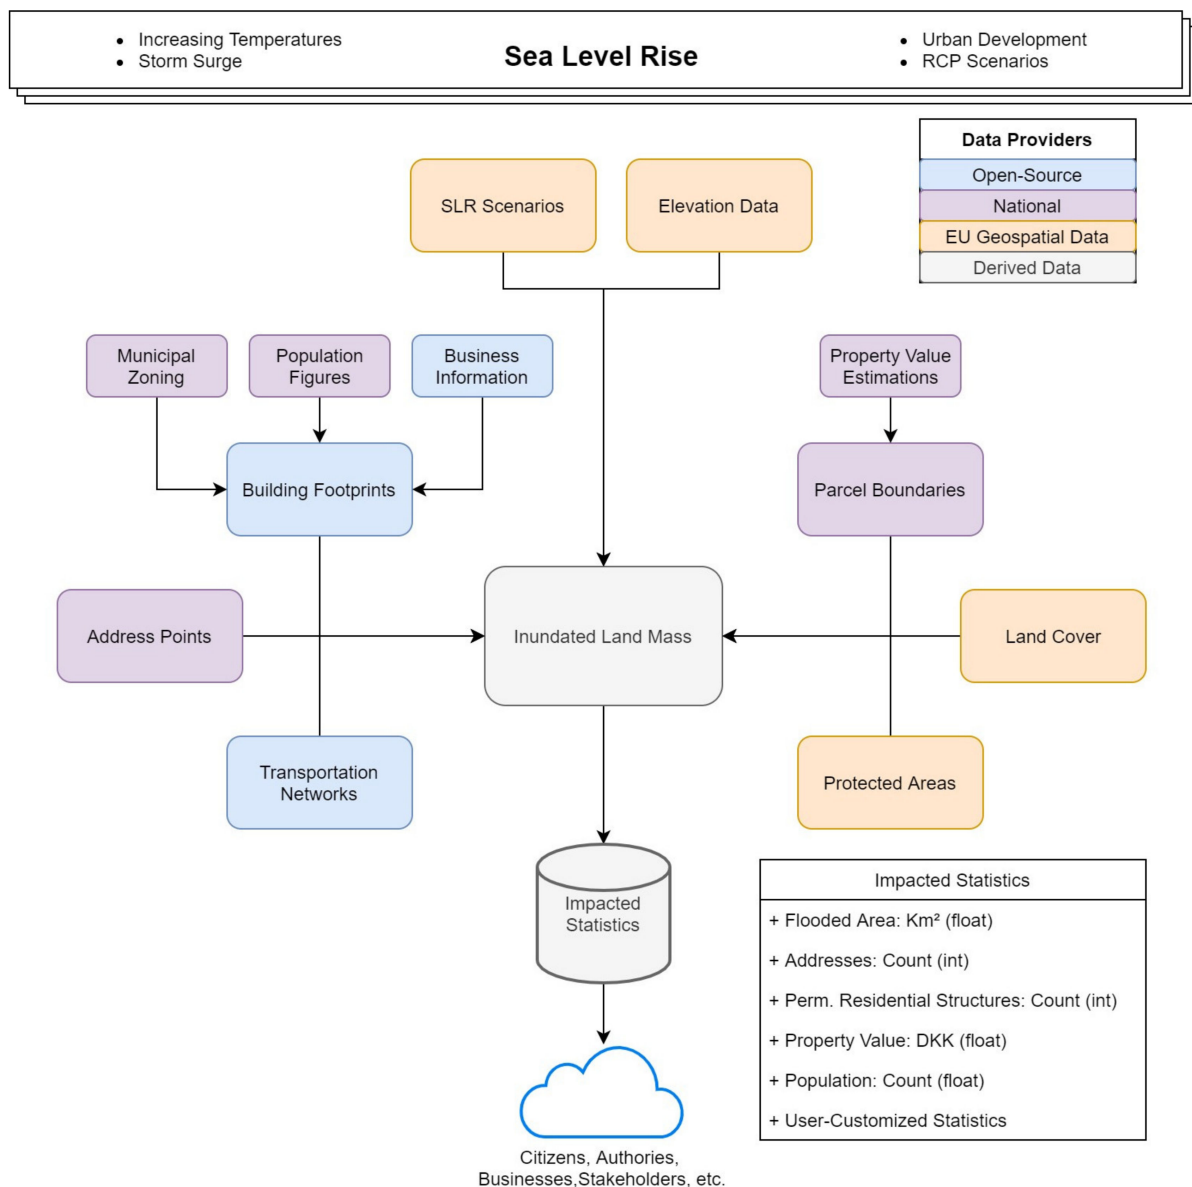 • Increasing Temperatures
• Storm Surge
Sea Level Rise
• Urban Development
• RCP Scenarios
Data Providers
Open-Source
National
EU Geospatial Data
Derived Data
SLR Scenarios
Elevation Data
Municipal
Zoning
Population
Figures
Business
Information
Property Value
Estimations
Building Footprints
Parcel Boundaries
Address Points
Inundated Land Mass
Land Cover
Transportation
Networks
Protected Areas
Impacted
Statistics
Impacted Statistics
+ Flooded Area: Km² (float)
+ Addresses: Count (int)
+ Perm. Residential Structures: Count (int)
+ Property Value: DKK (float)
+ Population: Count (float)
+ User-Customized Statistics
Citizens, Authories,
Businesses,Stakeholders, etc.